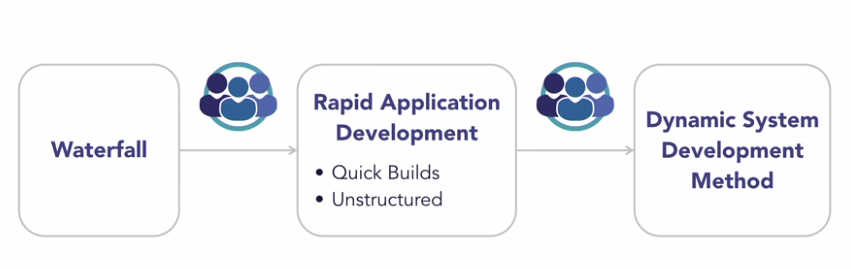 Waterfall
Rapid Application
Development
• Quick Builds
• Unstructured
Dynamic System
Development
Method